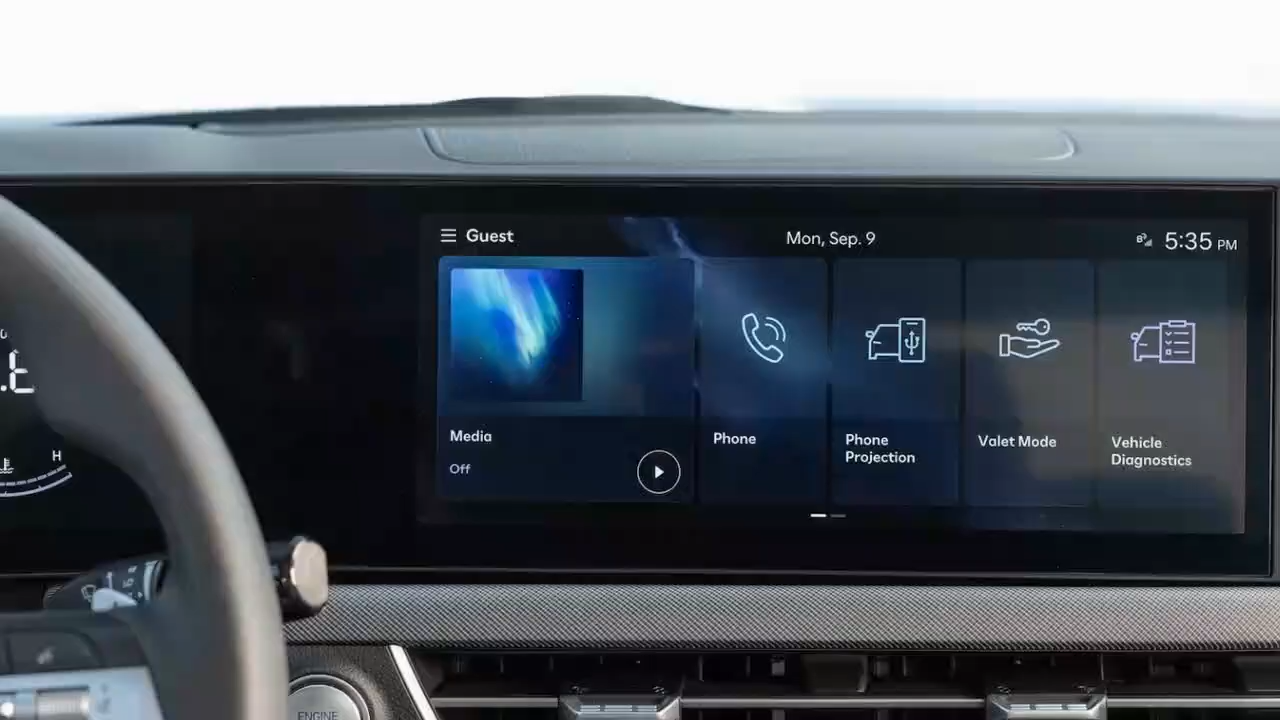 Guest
Mon, Sep. 9
5:35 PM
Media
Off
Phone
Phone
Projection
Valet Mode
Vehicle
Diagnostics
H
ENGINE